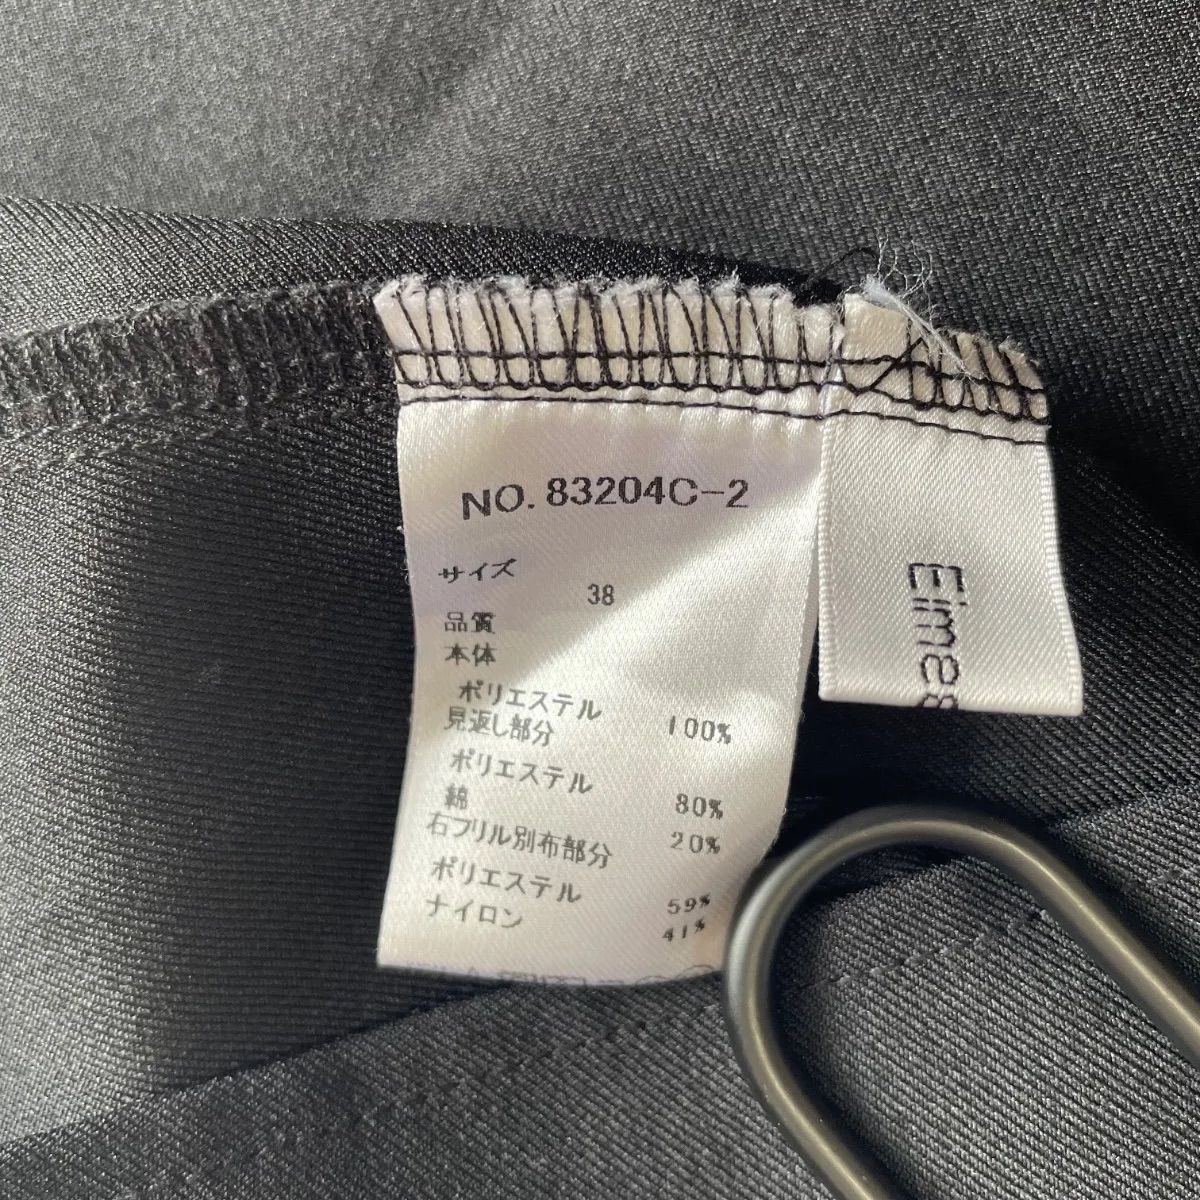 NO. 83204C-2
サイズ
38
品質
本体
ポリエステル 100%
見返し部分
ポリエステル 80%
綿 20%
石フリル別布部分
ポリエステル 59%
ナイロン 41%